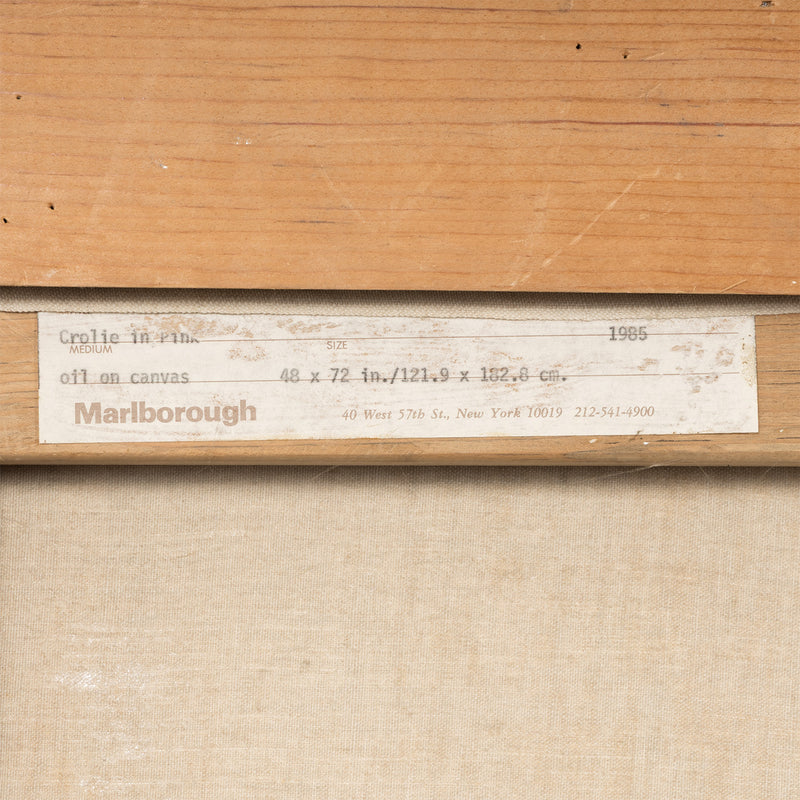 Crolie in Pink 1985
MEDIUM SIZE
oil on canvas 48 x 72 in./121.9 x 182.8 cm.
Marlborough 40 West 57th St., New York 10019 212-541-4900